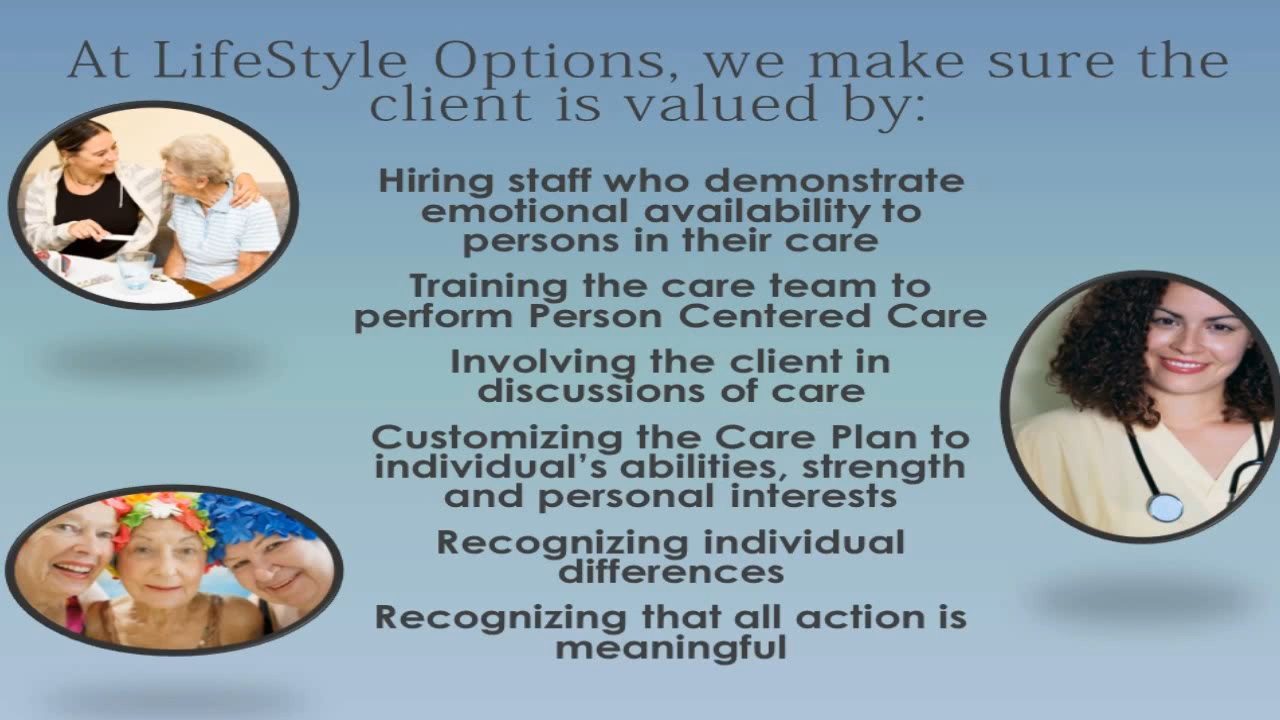 At LifeStyle Options, we make sure the
client is valued by:
Hiring staff who demonstrate
emotional availability to
persons in their care
Training the care team to
perform Person Centered Care
Involving the client in
discussions of care
Customizing the Care Plan to
individual’s abilities, strength
and personal interests
Recognizing individual
differences
Recognizing that all action is
meaningful